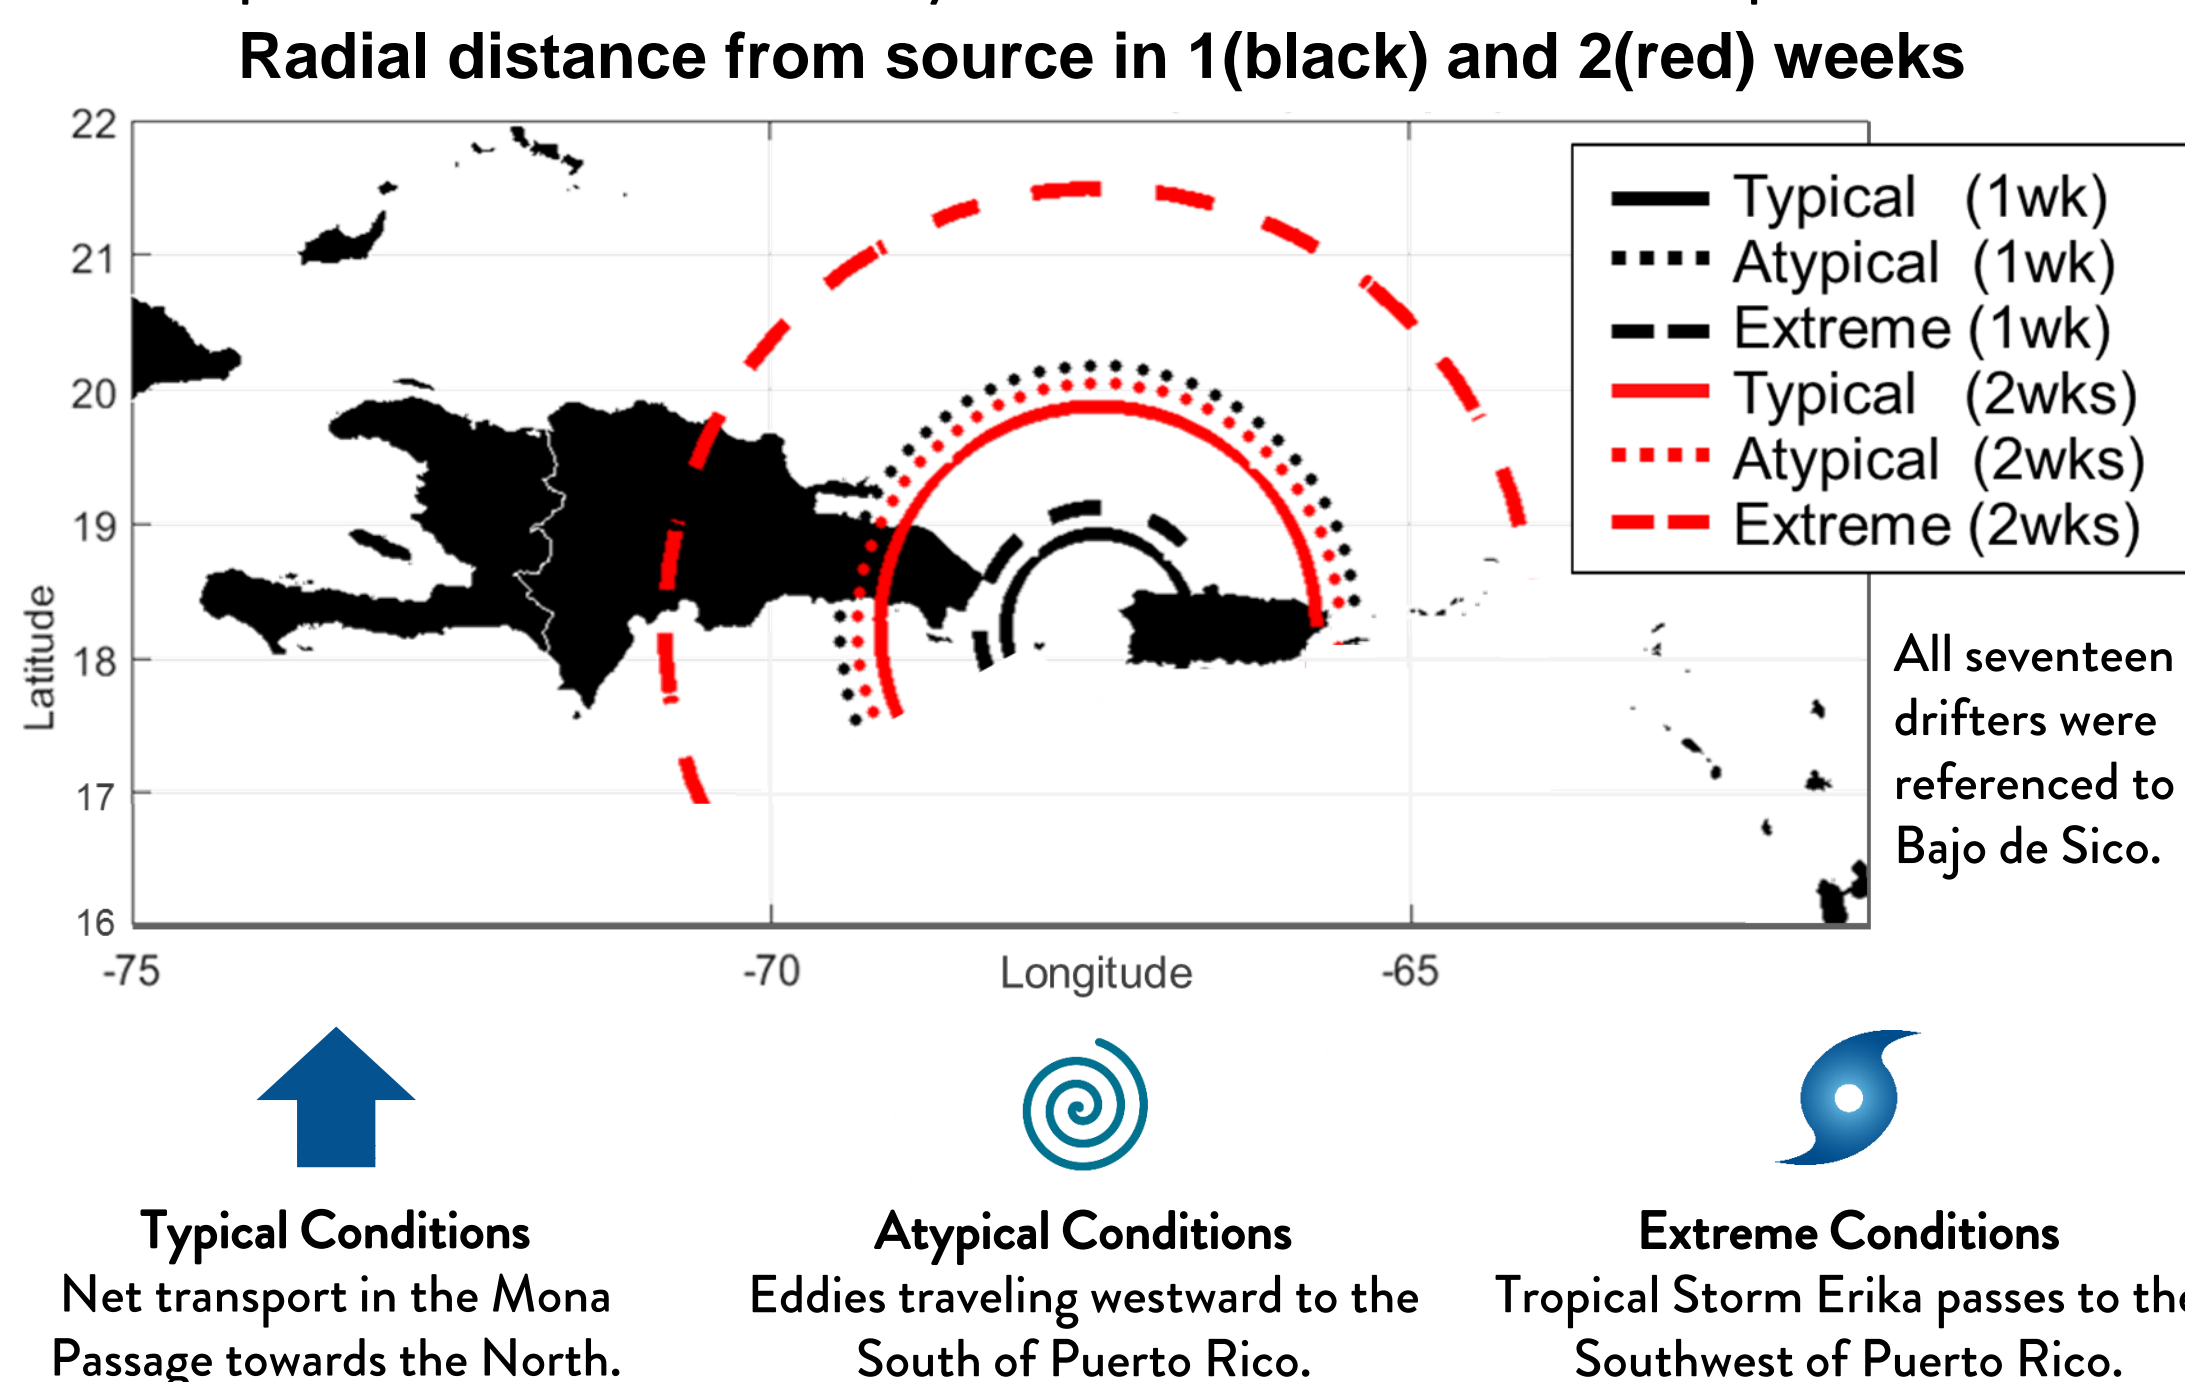 Radial distance from source in 1(black) and 2(red) weeks
22
21
20
19
18
17
16
Latitude
-75
-70
Longitude
-65
Typical (1wk)
Atypical (1wk)
Extreme (1wk)
Typical (2wks)
Atypical (2wks)
Extreme (2wks)
All seventeen
drifters were
referenced to
Bajo de Sico.
Typical Conditions
Net transport in the Mona
Passage towards the North.
Atypical Conditions
Eddies traveling westward to the
South of Puerto Rico.
Extreme Conditions
Tropical Storm Erika passes to the
Southwest of Puerto Rico.